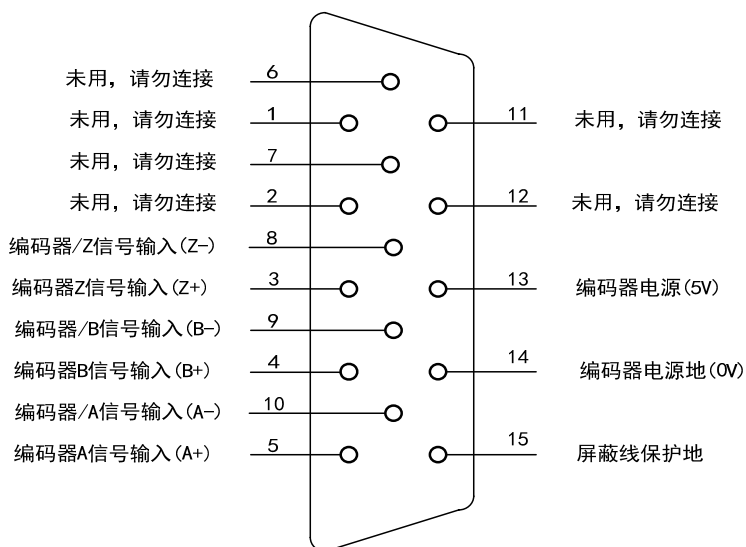 未用，请勿连接 6
未用，请勿连接 1
11 未用，请勿连接
未用，请勿连接 7
未用，请勿连接 2
12 未用，请勿连接
编码器/Z信号输入(Z-) 8
编码器Z信号输入(Z+) 3
13 编码器电源(5V)
编码器/B信号输入(B-) 9
编码器B信号输入(B+) 4
14 编码器电源地(0V)
编码器/A信号输入(A-) 10
编码器A信号输入(A+) 5
15 屏蔽线保护地